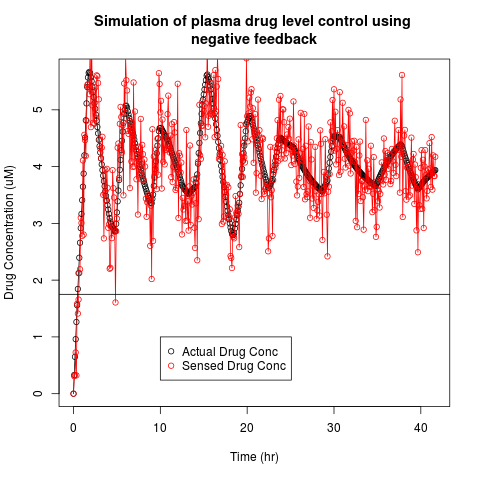 Simulation of plasma drug level control using
negative feedback
Drug Concentration (uM)
5
4
3
2
1
0
Actual Drug Conc
Sensed Drug Conc
0 10 20 30 40
Time (hr)